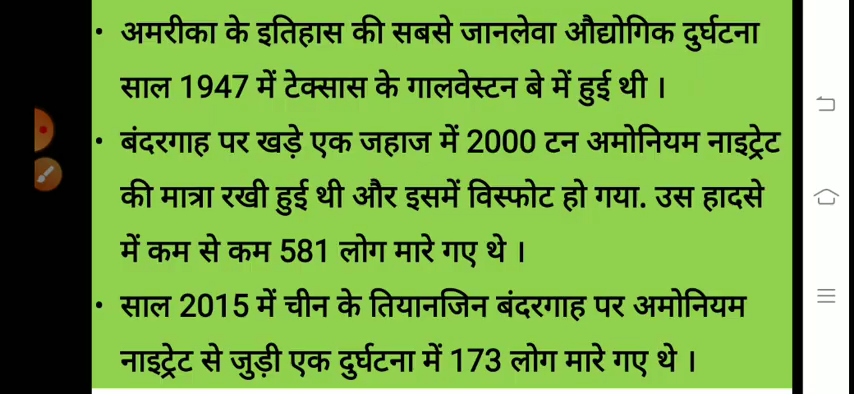 • अमरीका के इतिहास की सबसे जानलेवा औद्योगिक दुर्घटना
साल 1947 में टेक्सास के गालवेस्टन बे में हुई थी ।
• बंदरगाह पर खड़े एक जहाज में 2000 टन अमोनियम नाइट्रेट
की मात्रा रखी हुई थी और इसमें विस्फोट हो गया. उस हादसे
में कम से कम 581 लोग मारे गए थे ।
• साल 2015 में चीन के तियानजिन बंदरगाह पर अमोनियम
नाइट्रेट से जुड़ी एक दुर्घटना में 173 लोग मारे गए थे ।